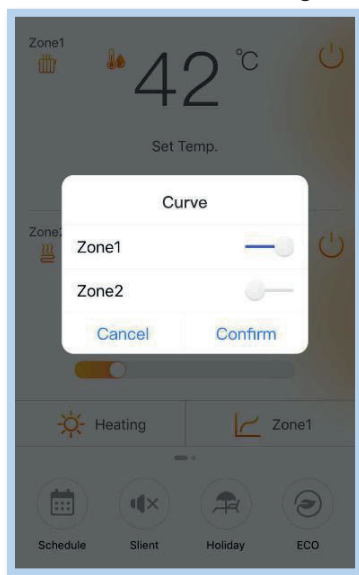 Zone1
42 °C
Set Temp.
Curve
Zone1
Zone2
Cancel Confirm
Heating Zone1
Schedule Slient Holiday ECO